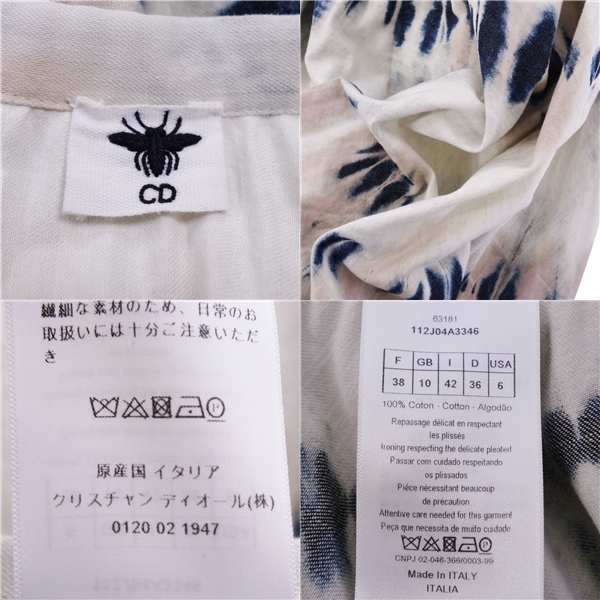 CD
繊細な素材のため、日常のお
取扱いには十分ご注意いただ
き
P
原産国 イタリア
クリスチャン ディオール(株)
0120 02 1947
63181
112J04A3346
F GB I D USA
38 10 42 36 6
100% Coton - Cotton - Algodão
Repassage délicat en respectant
les plissés
Ironing respecting the delicate pleated
Passar com cuidado respeitando
os plissados
Pièce nécessitant beaucoup
de précaution
Attentive care needed for this garment
Peça que necessita de muito cuidado
P
CNPJ 02-046-366/0003-99
Made in ITALY
ITALIA